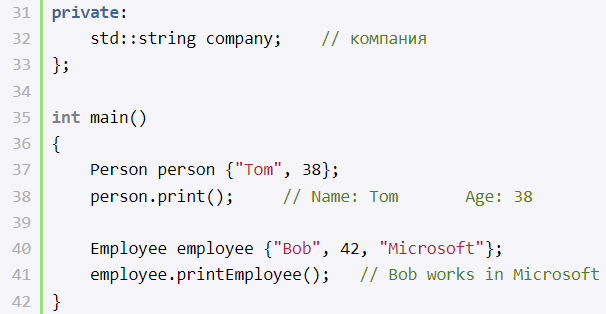 31 private:
32     std::string company;    // компания
33 };
34
35 int main()
36 {
37     Person person {"Tom", 38};
38     person.print();     // Name: Tom       Age: 38
39
40     Employee employee {"Bob", 42, "Microsoft"};
41     employee.printEmployee();   // Bob works in Microsoft
42 }